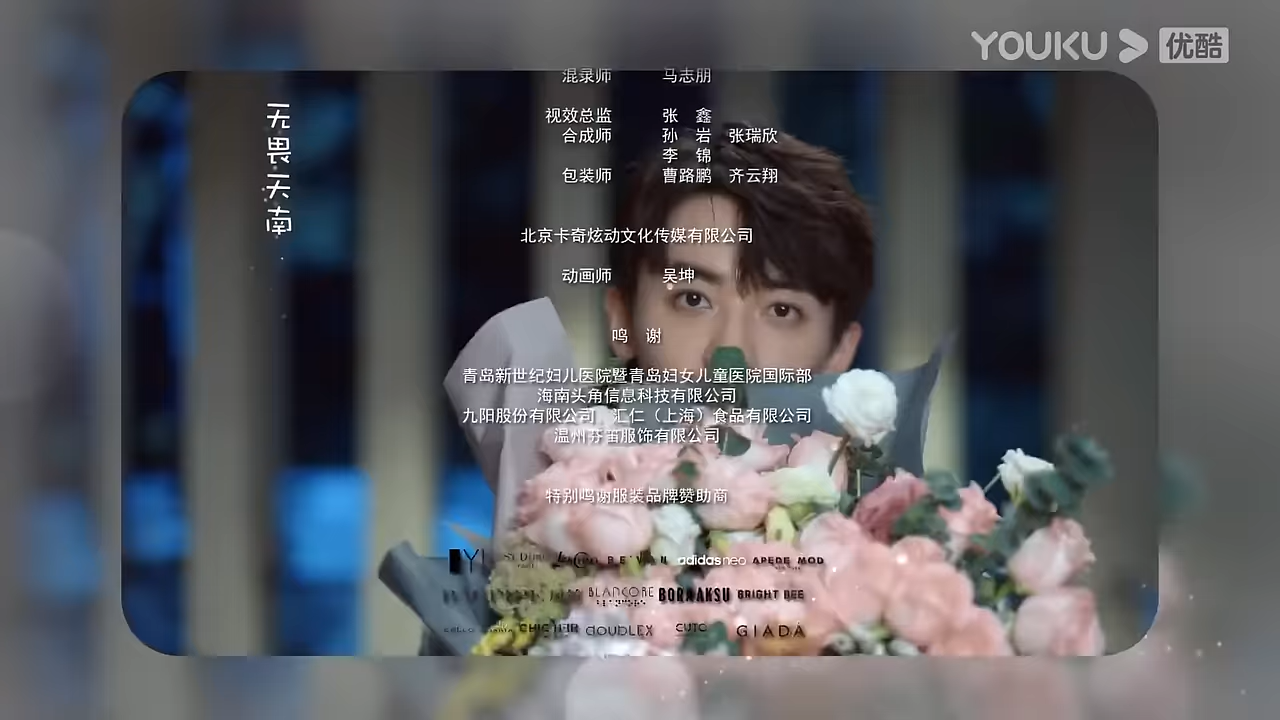 YOUKU 优酷
无畏天南
混录师 马志朋
视效总监 张 鑫
合成师 孙 岩 张瑞欣
李 锦
包装师 曹路鹏 齐云翔
北京卡奇炫动文化传媒有限公司
动画师 吴坤
鸣 谢
青岛新世纪妇儿医院暨青岛妇女儿童医院国际部
海南头角信息科技有限公司
九阳股份有限公司 汇仁（上海）食品有限公司
温州芬雷服饰有限公司
特别鸣谢服装品牌赞助商
adidas neo APEDE MOD
BLANCORE BORAAKSU BRIGHT BEE
DOUBLEX CUTO GIADA